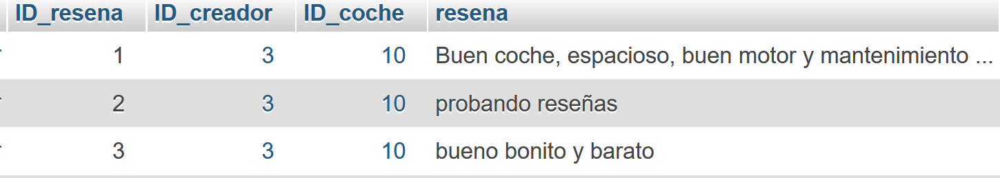 ID_resena ID_creador ID_coche resena
1 3 10 Buen coche, espacioso, buen motor y mantenimiento ...
2 3 10 probando reseñas
3 3 10 bueno bonito y barato